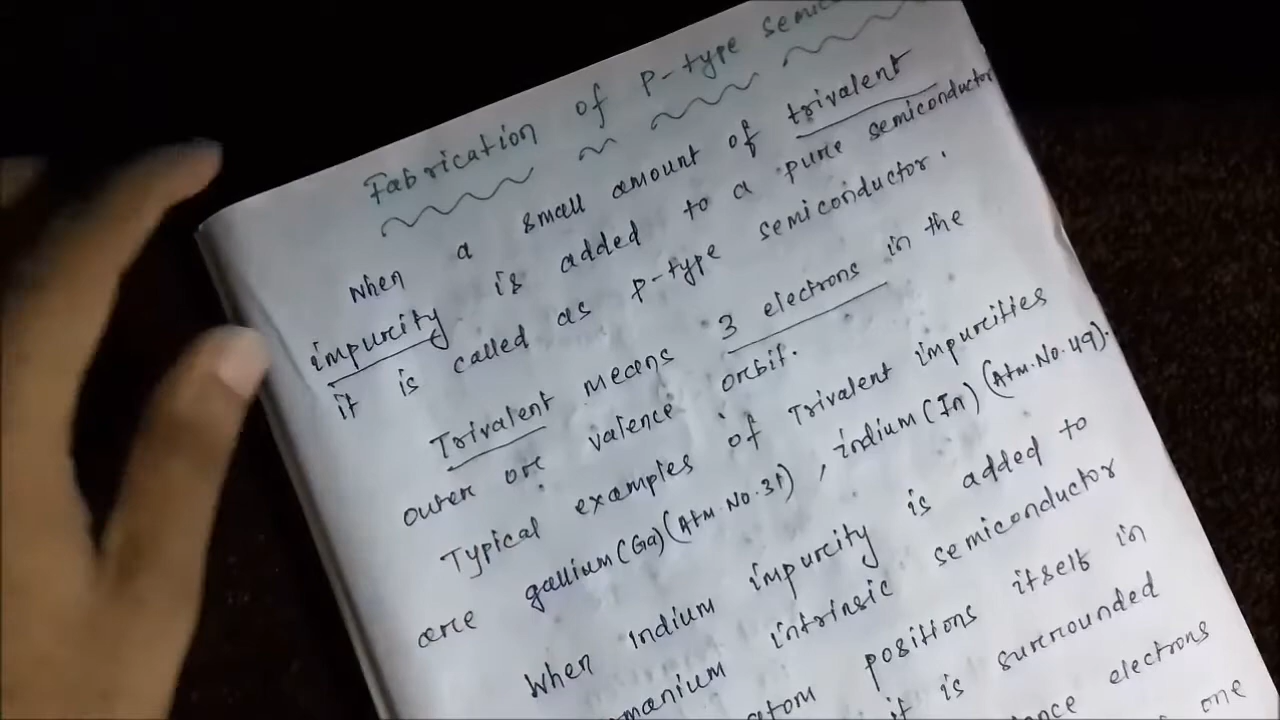 Fabrication of P-type
When a small amount of trivalent
impurity is added to a pure semiconductor
it is called as P-type semiconductor.
Trivalent means 3 electrons in the
outer or valence orbit.
Typical examples of Trivalent impurities
are gallium (Ga) (Atm. No. 31), indium (In) (Atm. No. 49).
When Indium impurity is added to
intrinsic semiconductor
atom positions itself in
it is surrounded
electrons
one